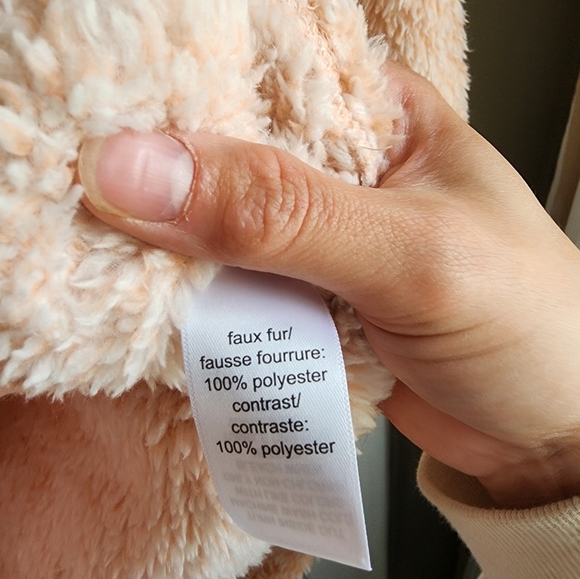 faux fur/
fausse fourrure:
100% polyester
contrast/
contraste:
100% polyester